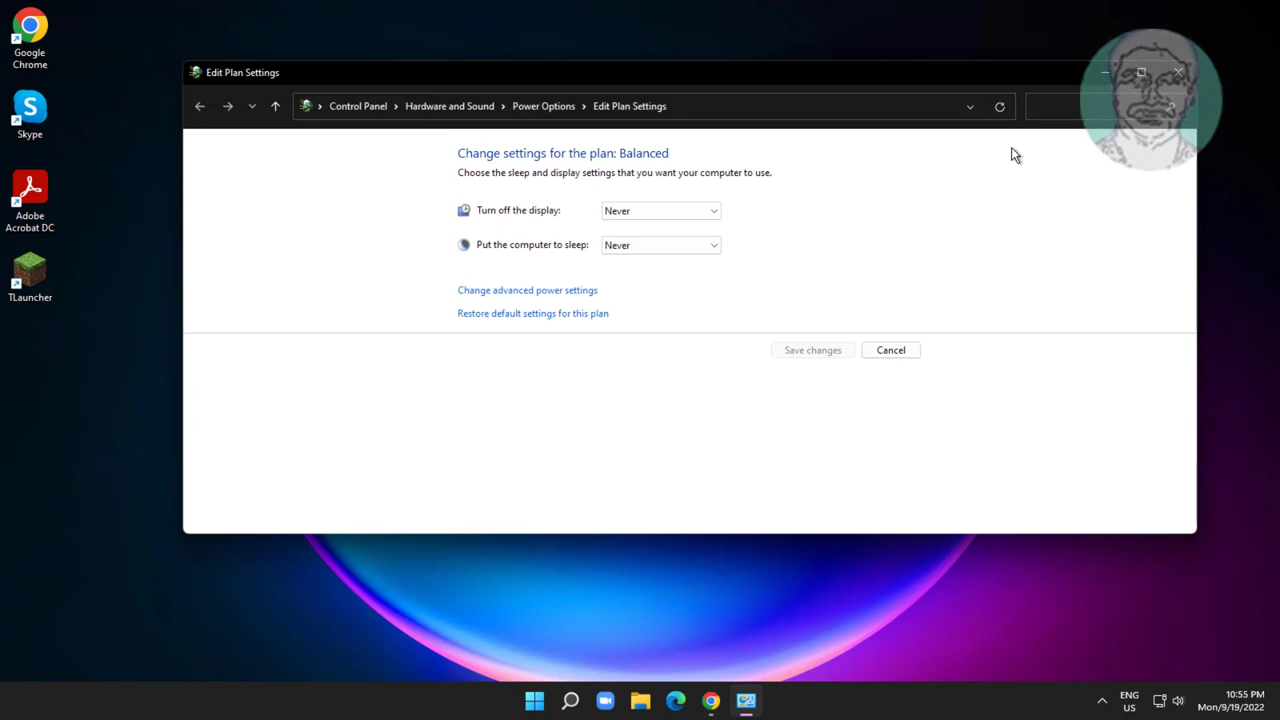 Google
Chrome
Skype
Adobe
Acrobat DC
TLauncher
Edit Plan Settings
Control Panel > Hardware and Sound > Power Options > Edit Plan Settings
Change settings for the plan: Balanced
Choose the sleep and display settings that you want your computer to use.
Turn off the display: Never
Put the computer to sleep: Never
Change advanced power settings
Restore default settings for this plan
Save changes Cancel
ENG
US
10:55 PM
Mon/9/19/2022